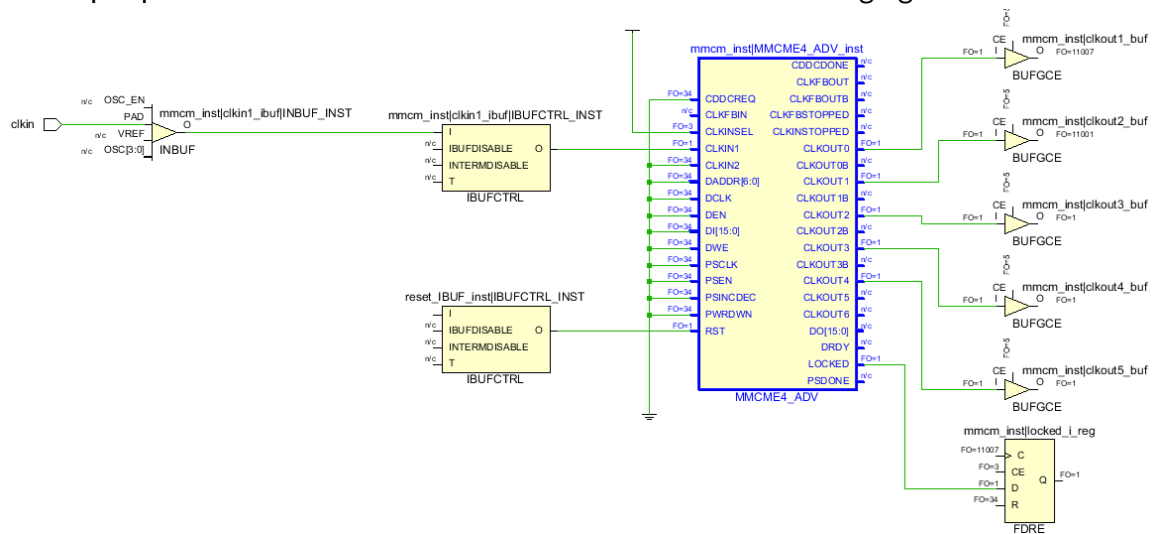 clkin
n/c OSC_EN
PAD
n/c VREF
n/c OSC[3:0]
O
mmcm_inst|clkin1_ibuf|INBUF_INST
INBUF
mmcm_inst|clkin1_ibuf|IBUFCTRL_INST
I
n/c IBUFDISABLE O
n/c INTERMDISABLE
n/c T
IBUFCTRL
reset_IBUF_inst|IBUFCTRL_INST
I
n/c IBUFDISABLE O
n/c INTERMDISABLE
n/c T
IBUFCTRL
mmcm_inst|MMCME4_ADV_inst
CDDCDONE n/c
CLKFBOUT n/c
FO=34 CDDCREQ CLKFBOUTB n/c
n/c CLKFBIN CLKFBSTOPPED n/c
FO=3 CLKINSEL CLKINSTOPPED n/c
FO=1 CLKIN1 CLKOUT0 FO=1
FO=34 CLKIN2 CLKOUT0B n/c
FO=34 DADDR[6:0] CLKOUT1 FO=1
FO=34 DCLK CLKOUT1B n/c
FO=34 DEN CLKOUT2 FO=1
FO=34 DI[15:0] CLKOUT2B n/c
FO=34 DWE CLKOUT3 FO=1
FO=34 PSCLK CLKOUT3B n/c
FO=34 PSEN CLKOUT4 FO=1
FO=34 PSINCDEC CLKOUT5 n/c
FO=34 PWRDWN CLKOUT6 n/c
FO=1 RST DO[15:0] n/c
DRDY n/c
LOCKED FO=1
PSDONE n/c
MMCME4_ADV
CE mmcm_inst|clkout1_buf
FO=1 I O FO=11007
BUFGCE
FO=5
CE mmcm_inst|clkout2_buf
FO=1 I O FO=11001
BUFGCE
FO=5
CE mmcm_inst|clkout3_buf
FO=1 I O FO=1
BUFGCE
FO=5
CE mmcm_inst|clkout4_buf
FO=1 I O FO=1
BUFGCE
FO=5
CE mmcm_inst|clkout5_buf
FO=1 I O FO=1
BUFGCE
mmcm_inst|locked_i_reg
FO=11007 C
FO=3 CE
FO=1 D Q FO=1
FO=34 R
FDRE